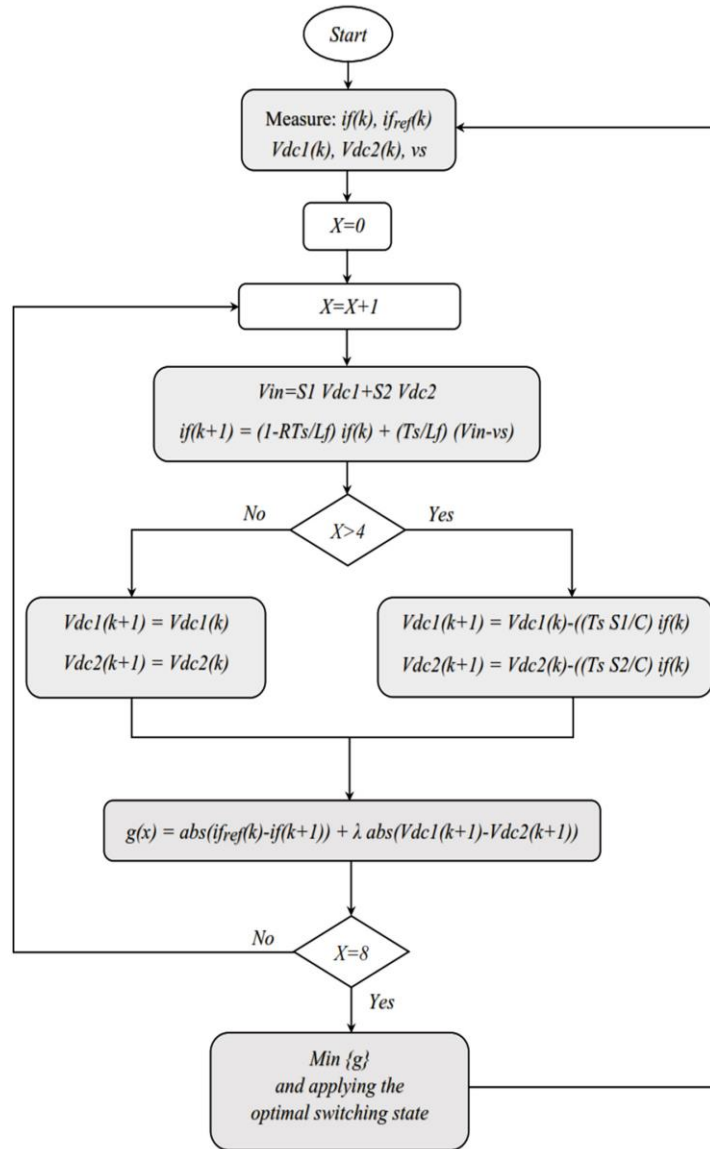 Start
Measure: if(k), ifref(k)
Vdc1(k), Vdc2(k), vs
X=0
X=X+1
Vin=S1 Vdc1+S2 Vdc2
if(k+1) = (1-RTs/Lf) if(k) + (Ts/Lf) (Vin-vs)
No
X>4
Yes
Vdc1(k+1) = Vdc1(k)
Vdc2(k+1) = Vdc2(k)
Vdc1(k+1) = Vdc1(k)-((Ts S1/C) if(k)
Vdc2(k+1) = Vdc2(k)-((Ts S2/C) if(k)
g(x) = abs(ifref(k)-if(k+1)) + λ abs(Vdc1(k+1)-Vdc2(k+1))
No
X=8
Yes
Min {g}
and applying the
optimal switching state